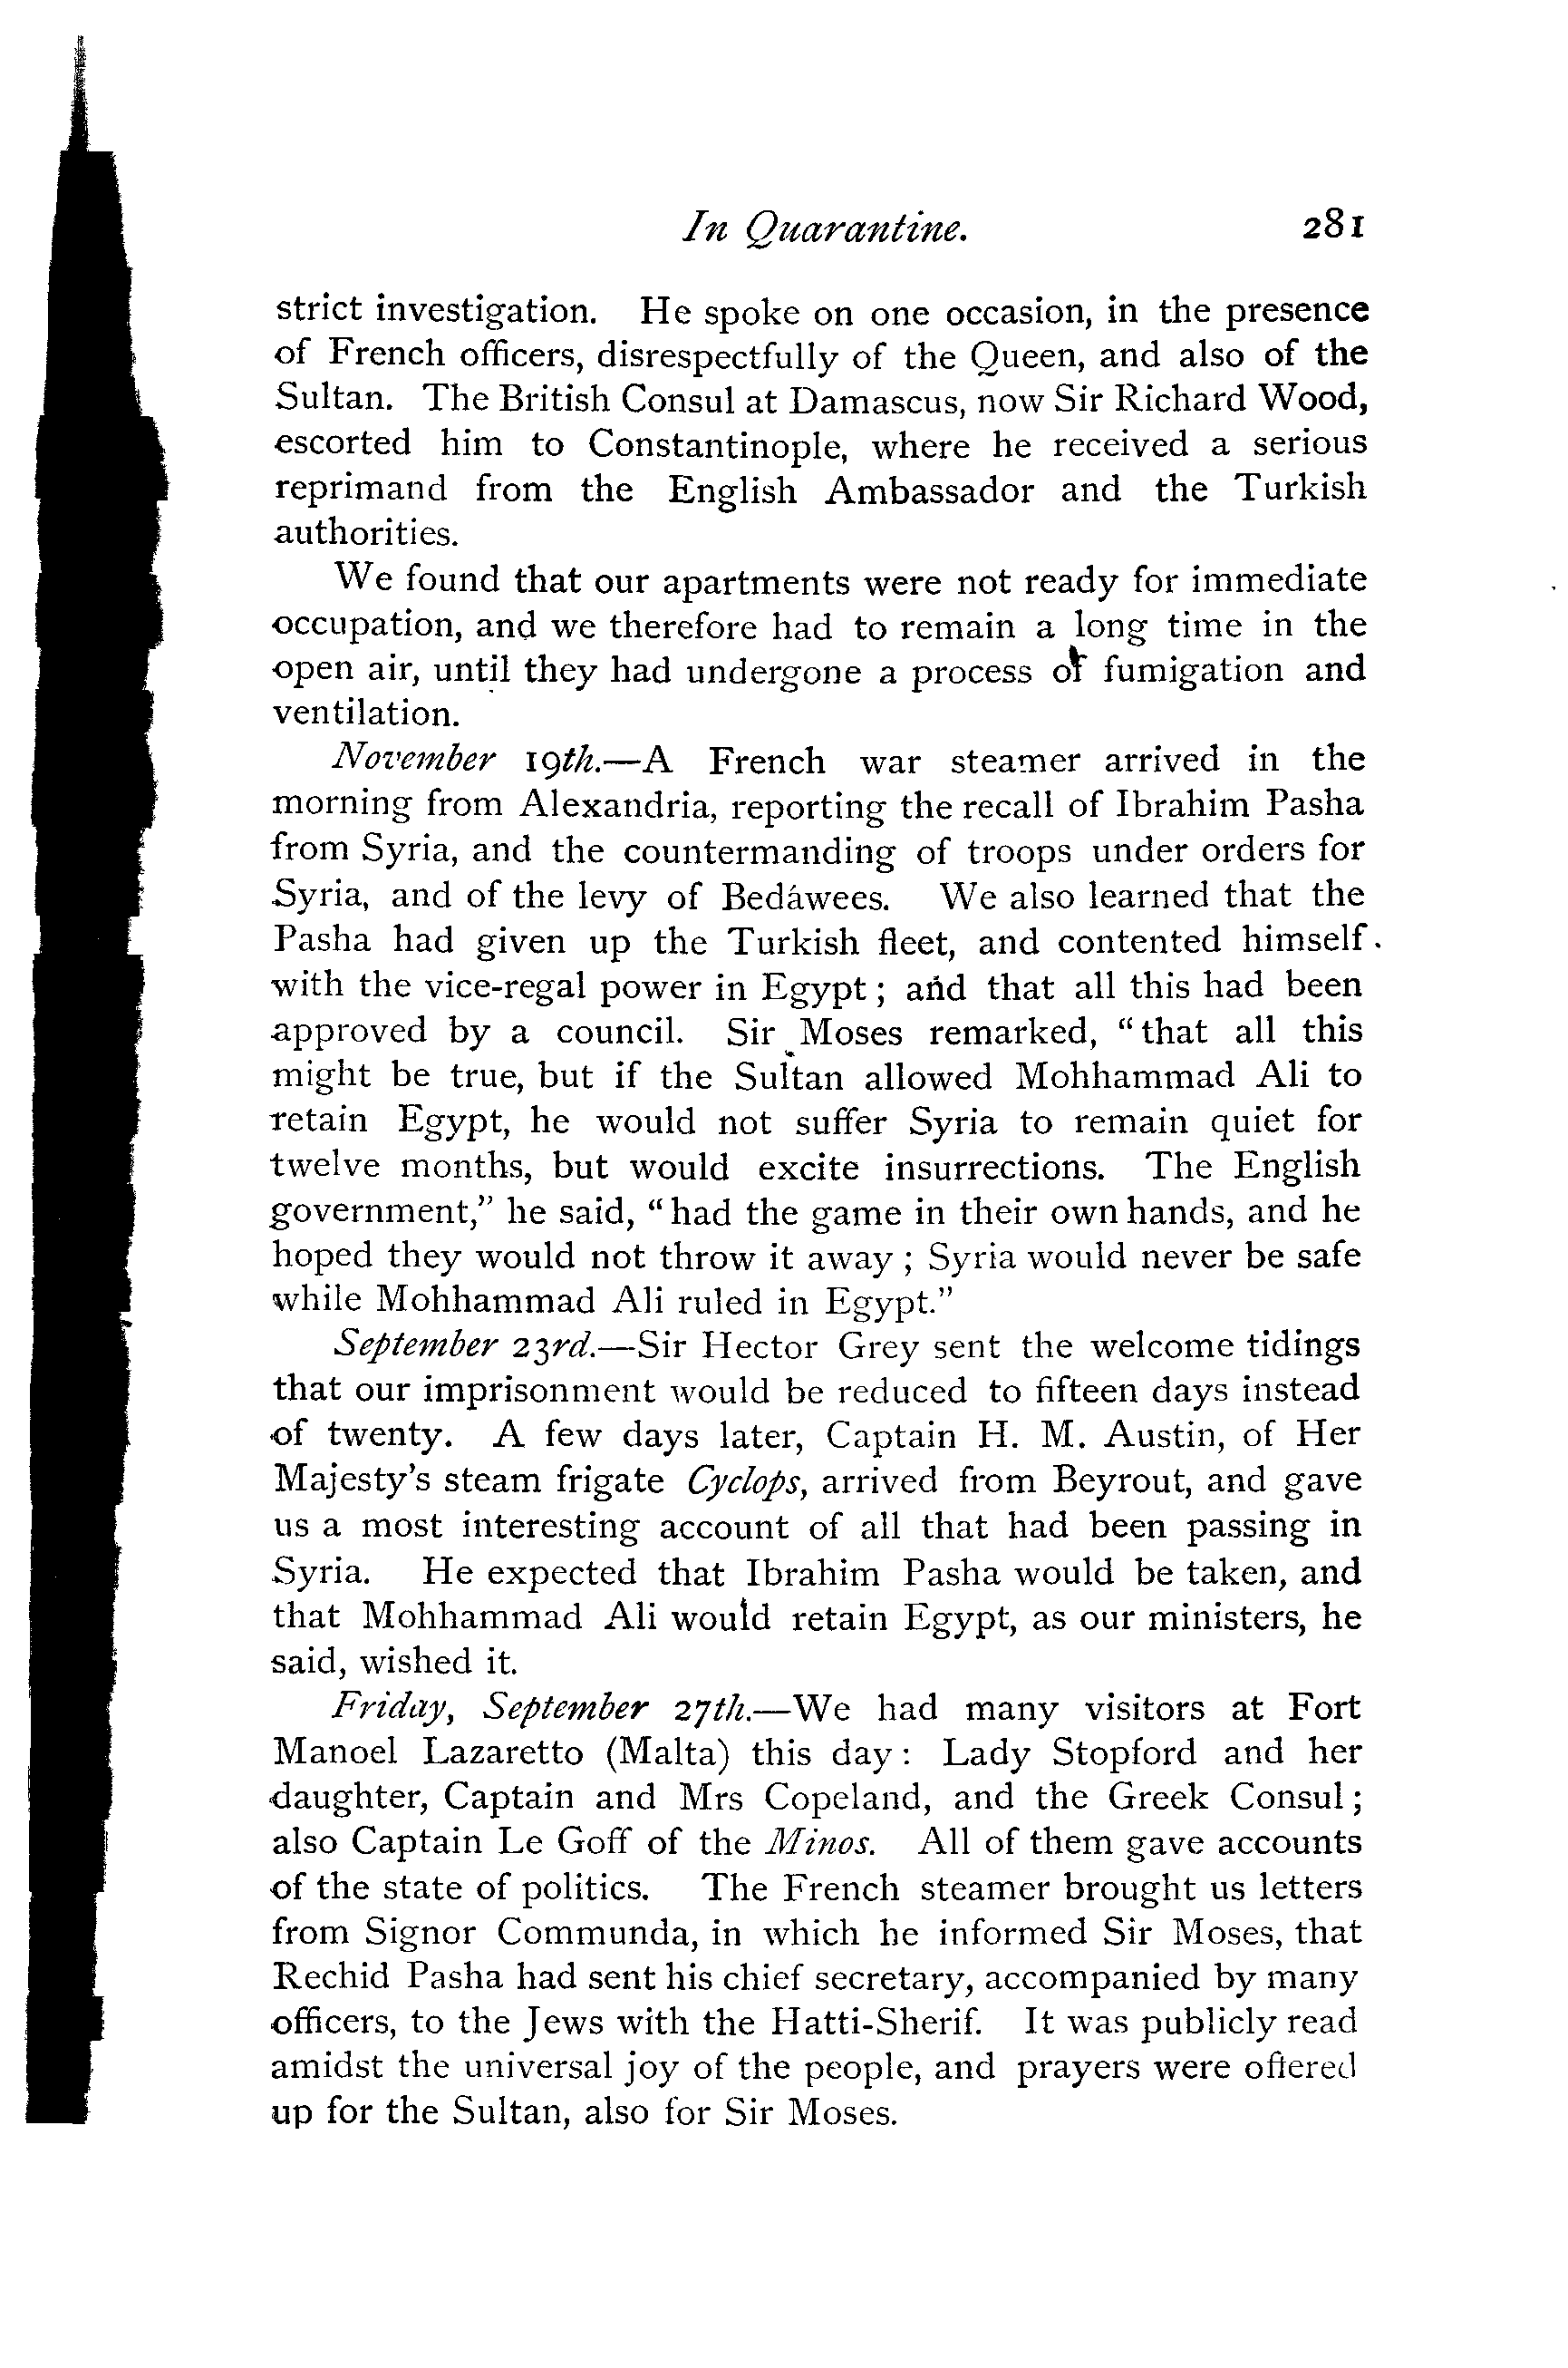 In Quarantine. 281
strict investigation. He spoke on one occasion, in the presence
of French officers, disrespectfully of the Queen, and also of the
Sultan. The British Consul at Damascus, now Sir Richard Wood,
escorted him to Constantinople, where he received a serious
reprimand from the English Ambassador and the Turkish
authorities.
We found that our apartments were not ready for immediate
occupation, and we therefore had to remain a long time in the
open air, until they had undergone a process of fumigation and
ventilation.
November 19th.—A French war steamer arrived in the
morning from Alexandria, reporting the recall of Ibrahim Pasha
from Syria, and the countermanding of troops under orders for
Syria, and of the levy of Bedáwees. We also learned that the
Pasha had given up the Turkish fleet, and contented himself
with the vice-regal power in Egypt; and that all this had been
approved by a council. Sir Moses remarked, "that all this
might be true, but if the Sultan allowed Mohhammad Ali to
retain Egypt, he would not suffer Syria to remain quiet for
twelve months, but would excite insurrections. The English
government," he said, "had the game in their own hands, and he
hoped they would not throw it away; Syria would never be safe
while Mohhammad Ali ruled in Egypt."
September 23rd.—Sir Hector Grey sent the welcome tidings
that our imprisonment would be reduced to fifteen days instead
of twenty. A few days later, Captain H. M. Austin, of Her
Majesty's steam frigate Cyclops, arrived from Beyrout, and gave
us a most interesting account of all that had been passing in
Syria. He expected that Ibrahim Pasha would be taken, and
that Mohhammad Ali would retain Egypt, as our ministers, he
said, wished it.
Friday, September 27th.—We had many visitors at Fort
Manoel Lazaretto (Malta) this day: Lady Stopford and her
daughter, Captain and Mrs Copeland, and the Greek Consul;
also Captain Le Goff of the Minos. All of them gave accounts
of the state of politics. The French steamer brought us letters
from Signor Communda, in which he informed Sir Moses, that
Rechid Pasha had sent his chief secretary, accompanied by many
officers, to the Jews with the Hatti-Sherif. It was publicly read
amidst the universal joy of the people, and prayers were offered
up for the Sultan, also for Sir Moses.